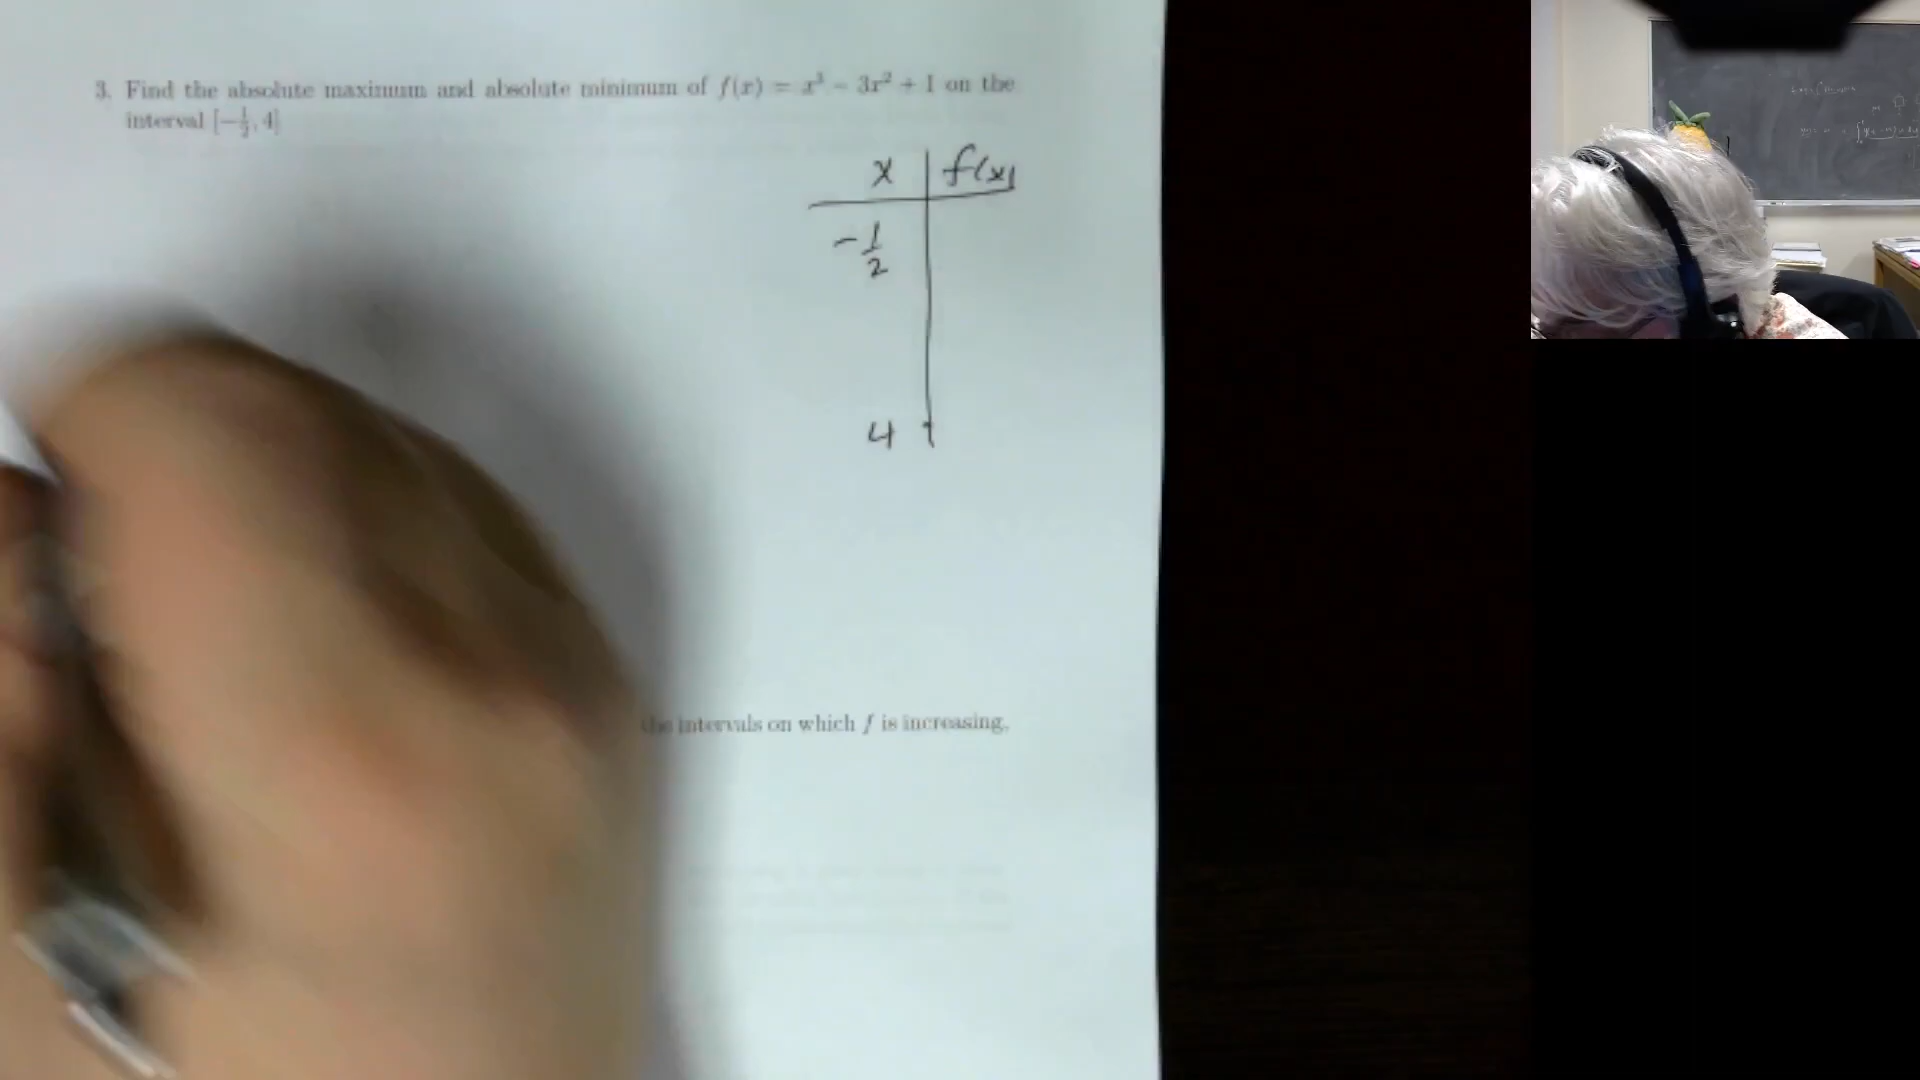 3. Find the absolute maximum and absolute minimum of f(x) = x³ − 3x² + 1 on the
interval [−1/2, 4]
x f(x)
−1/2
4
the intervals on which f is increasing.